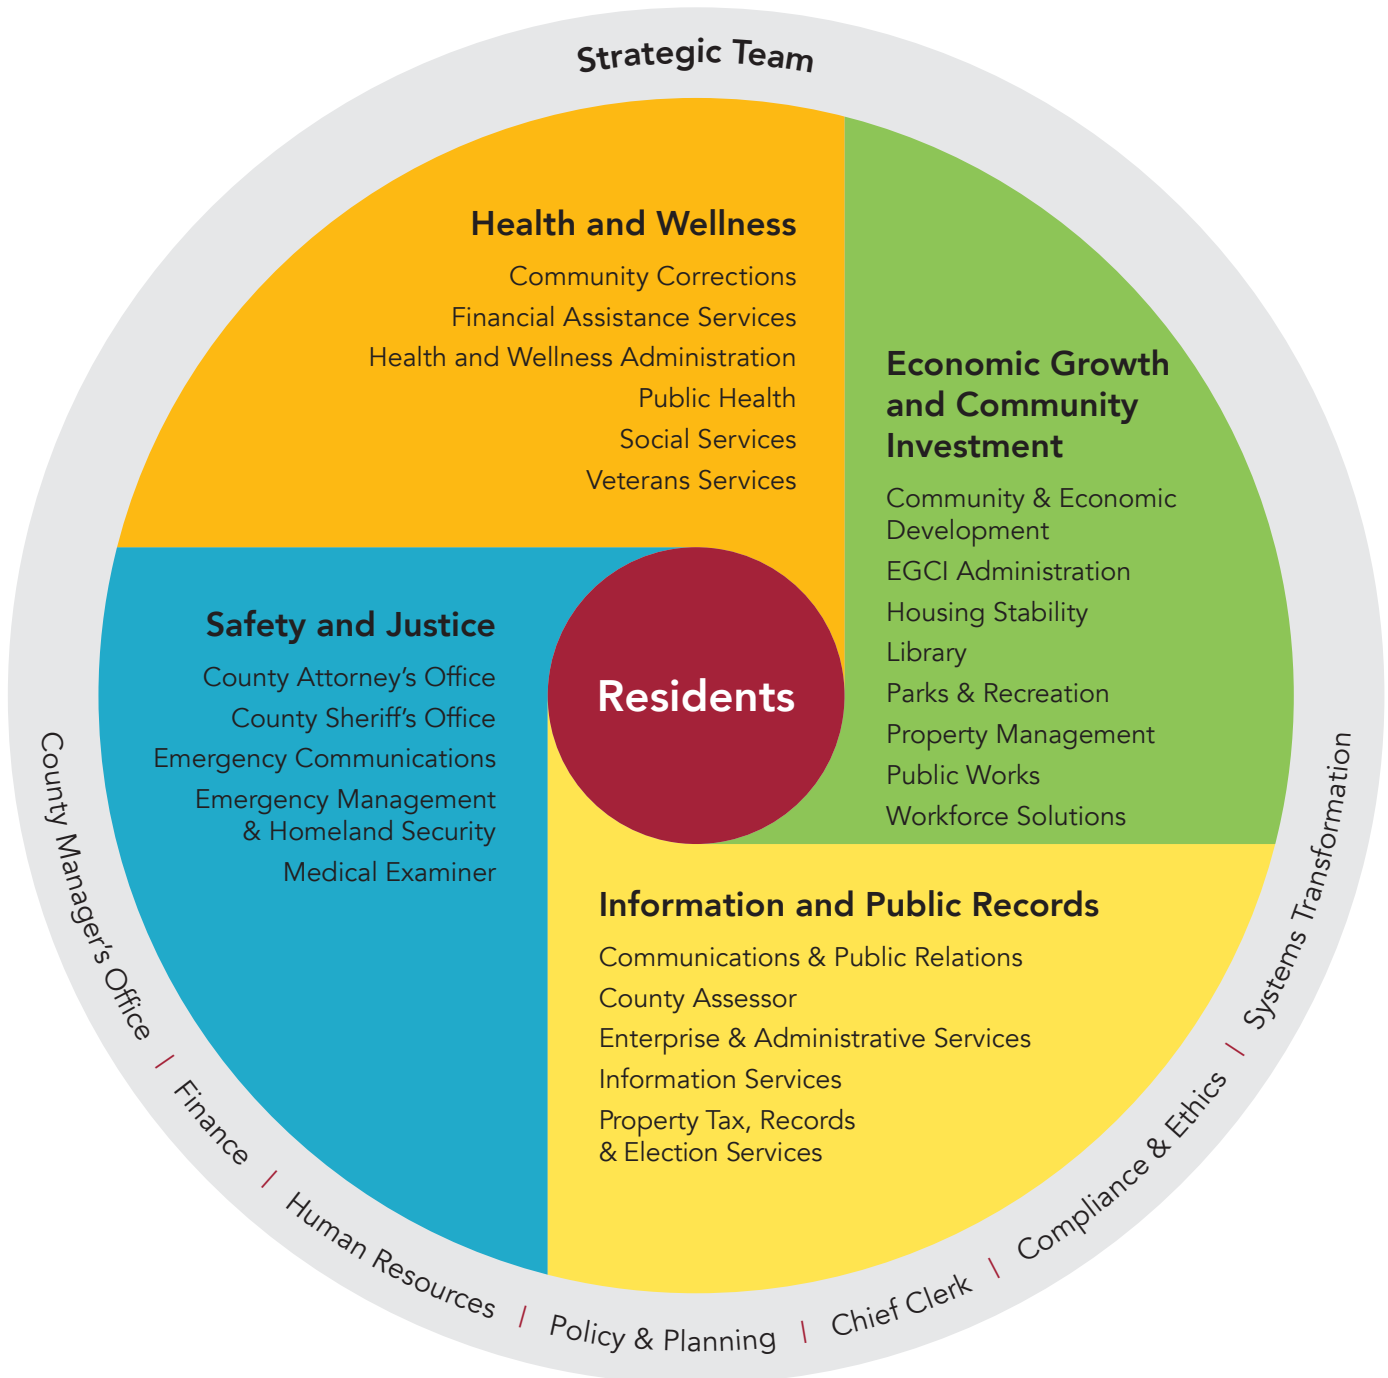 Strategic Team
Health and Wellness
Community Corrections
Financial Assistance Services
Health and Wellness Administration
Public Health
Social Services
Veterans Services
Economic Growth
and Community
Investment
Community & Economic
Development
EGCI Administration
Housing Stability
Library
Parks & Recreation
Property Management
Public Works
Workforce Solutions
Safety and Justice
County Attorney’s Office
County Sheriff’s Office
Emergency Communications
Emergency Management
& Homeland Security
Medical Examiner
Residents
Information and Public Records
Communications & Public Relations
County Assessor
Enterprise & Administrative Services
Information Services
Property Tax, Records
& Election Services
County Manager’s Office | Finance | Human Resources | Policy & Planning | Chief Clerk | Compliance & Ethics | Systems Transformation